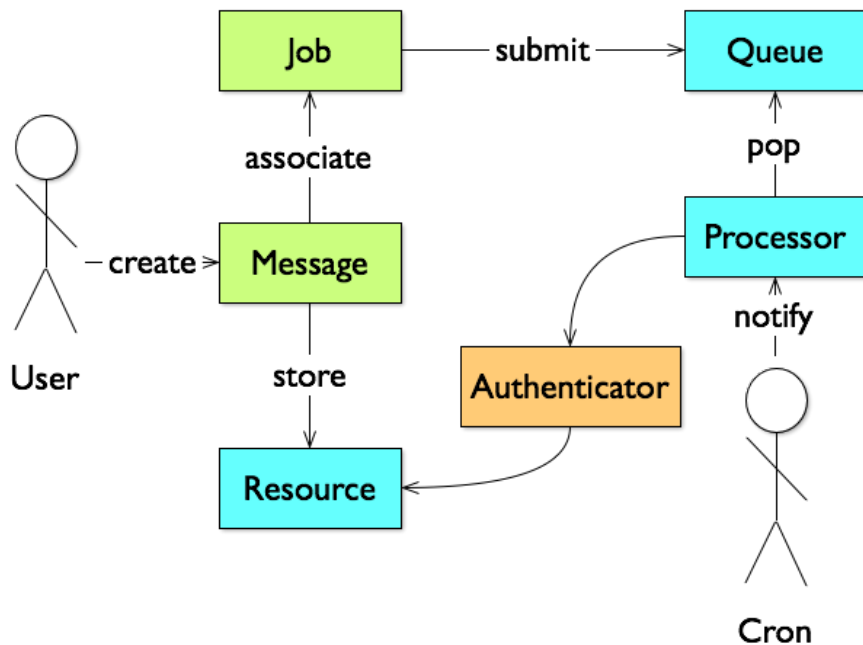 Job
submit
Queue
associate
pop
create
Message
Processor
notify
User
store
Authenticator
Resource
Cron